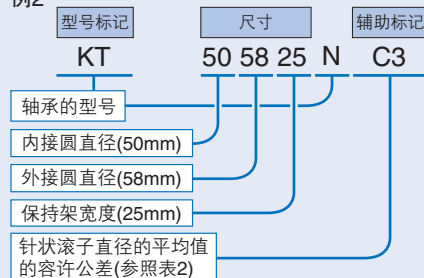 例2
型号标记 尺寸 辅助标记
KT 50 58 25 N C3
轴承的型号
内接圆直径(50mm)
外接圆直径(58mm)
保持架宽度(25mm)
针状滚子直径的平均值
的容许公差(参照表2)